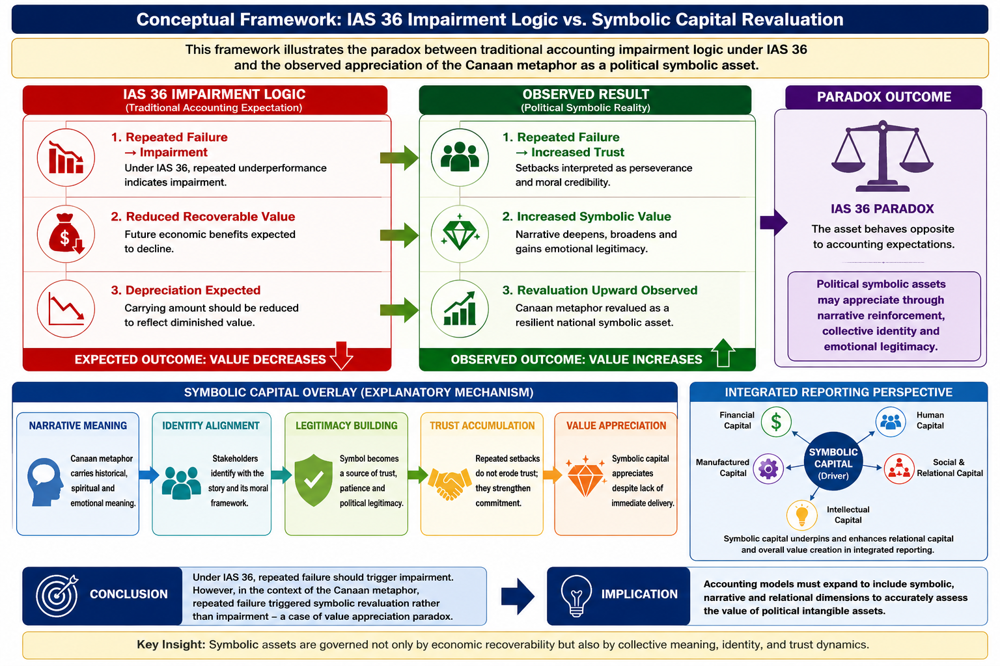 Conceptual Framework: IAS 36 Impairment Logic vs. Symbolic Capital Revaluation
This framework illustrates the paradox between traditional accounting impairment logic under IAS 36
and the observed appreciation of the Canaan metaphor as a political symbolic asset.
IAS 36 IMPAIRMENT LOGIC
(Traditional Accounting Expectation)
1. Repeated Failure
→ Impairment
Under IAS 36, repeated underperformance
indicates impairment.
$
2. Reduced Recoverable Value
Future economic benefits expected
to decline.
3. Depreciation Expected
Carrying amount should be reduced
to reflect diminished value.
EXPECTED OUTCOME: VALUE DECREASES
OBSERVED RESULT
(Political Symbolic Reality)
1. Repeated Failure
→ Increased Trust
Setbacks interpreted as perseverance
and moral credibility.
2. Increased Symbolic Value
Narrative deepens, broadens and
gains emotional legitimacy.
3. Revaluation Upward Observed
Canaan metaphor revalued as a
resilient national symbolic asset.
OBSERVED OUTCOME: VALUE INCREASES
PARADOX OUTCOME
IAS 36 PARADOX
The asset behaves opposite
to accounting expectations.
Political symbolic assets
may appreciate through
narrative reinforcement,
collective identity and
emotional legitimacy.
SYMBOLIC CAPITAL OVERLAY (EXPLANATORY MECHANISM)
NARRATIVE MEANING
Canaan metaphor
carries historical,
spiritual and
emotional meaning.
IDENTITY ALIGNMENT
Stakeholders
identify with the
story and its moral
framework.
LEGITIMACY BUILDING
Symbol becomes
a source of trust,
patience and
political legitimacy.
TRUST ACCUMULATION
Repeated setbacks
do not erode trust;
they strengthen
commitment.
VALUE APPRECIATION
Symbolic capital
appreciates
despite lack of
immediate delivery.
INTEGRATED REPORTING PERSPECTIVE
Financial
Capital
$
Human
Capital
SYMBOLIC
CAPITAL
(Driver)
Manufactured
Capital
Social &
Relational Capital
Intellectual
Capital
Symbolic capital underpins and enhances relational capital
and overall value creation in integrated reporting.
CONCLUSION
Under IAS 36, repeated failure should trigger impairment.
However, in the context of the Canaan metaphor,
repeated failure triggered symbolic revaluation rather
than impairment – a case of value appreciation paradox.
IMPLICATION
Accounting models must expand to include symbolic,
narrative and relational dimensions to accurately assess
the value of political intangible assets.
Key Insight: Symbolic assets are governed not only by economic recoverability but also by collective meaning, identity, and trust dynamics.